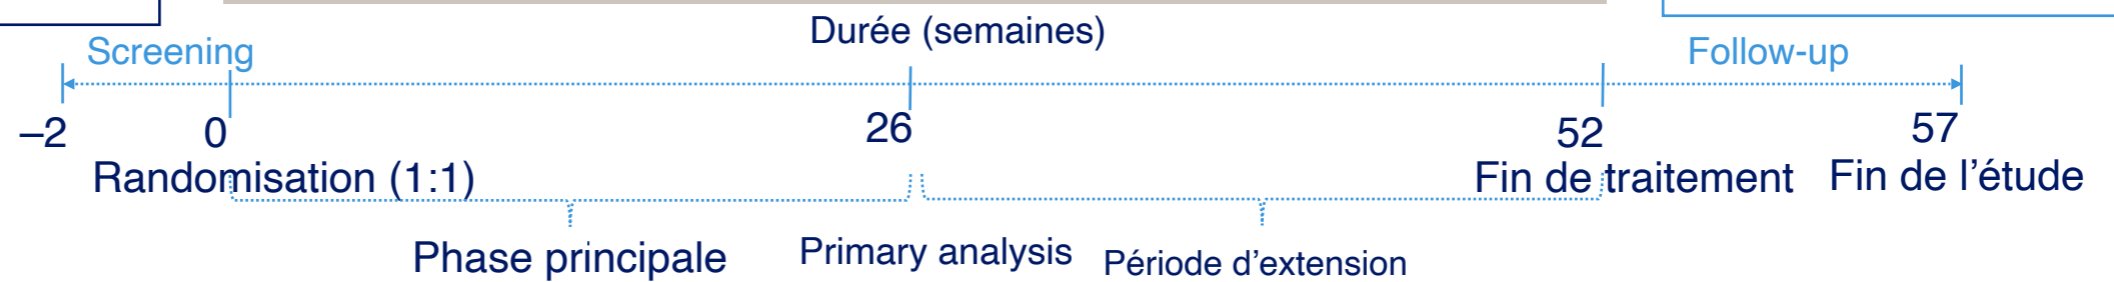 Durée (semaines)
Screening
Follow-up
–2
0
26
52
57
Randomisation (1:1)
Fin de traitement
Fin de l’étude
Phase principale
Primary analysis
Période d’extension